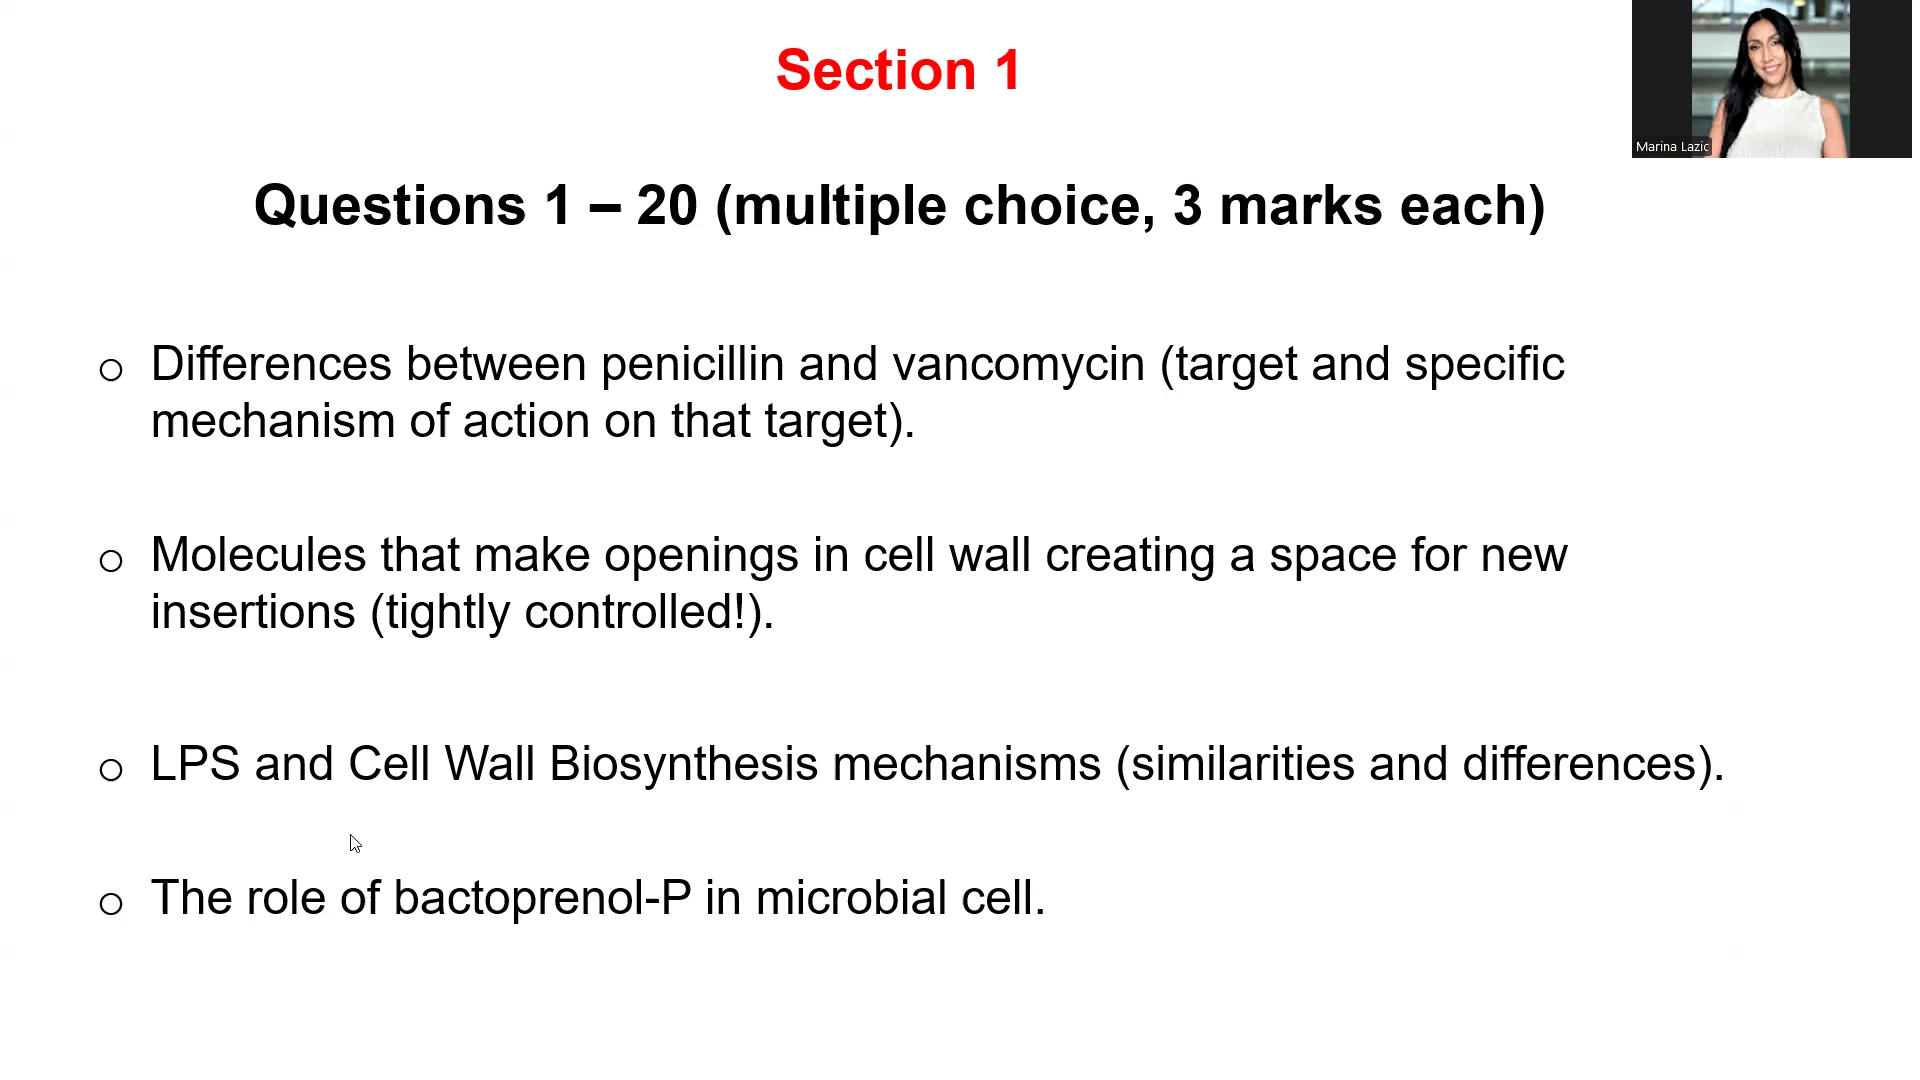 Section 1
Marina Lazic
Questions 1 – 20 (multiple choice, 3 marks each)
o Differences between penicillin and vancomycin (target and specific
mechanism of action on that target).
o Molecules that make openings in cell wall creating a space for new
insertions (tightly controlled!).
o LPS and Cell Wall Biosynthesis mechanisms (similarities and differences).
o The role of bactoprenol-P in microbial cell.